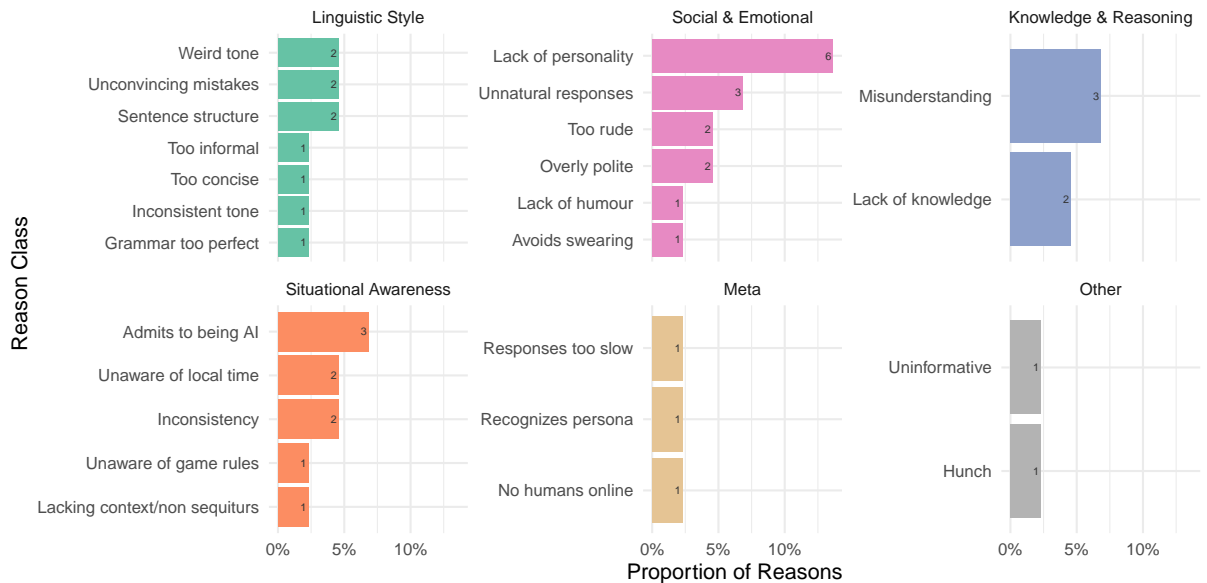 Linguistic Style
Weird tone 2
Unconvincing mistakes 2
Sentence structure 2
Too informal 1
Too concise 1
Inconsistent tone 1
Grammar too perfect 1
Social & Emotional
Lack of personality 6
Unnatural responses 3
Too rude 2
Overly polite 2
Lack of humour 1
Avoids swearing 1
Knowledge & Reasoning
Misunderstanding 3
Lack of knowledge 2
Reason Class
Situational Awareness
Admits to being AI 3
Unaware of local time 2
Inconsistency 2
Unaware of game rules 1
Lacking context/non sequiturs 1
0% 5% 10%
Meta
Responses too slow 1
Recognizes persona 1
No humans online 1
0% 5% 10%
Other
Uninformative 1
Hunch 1
0% 5% 10%
Proportion of Reasons